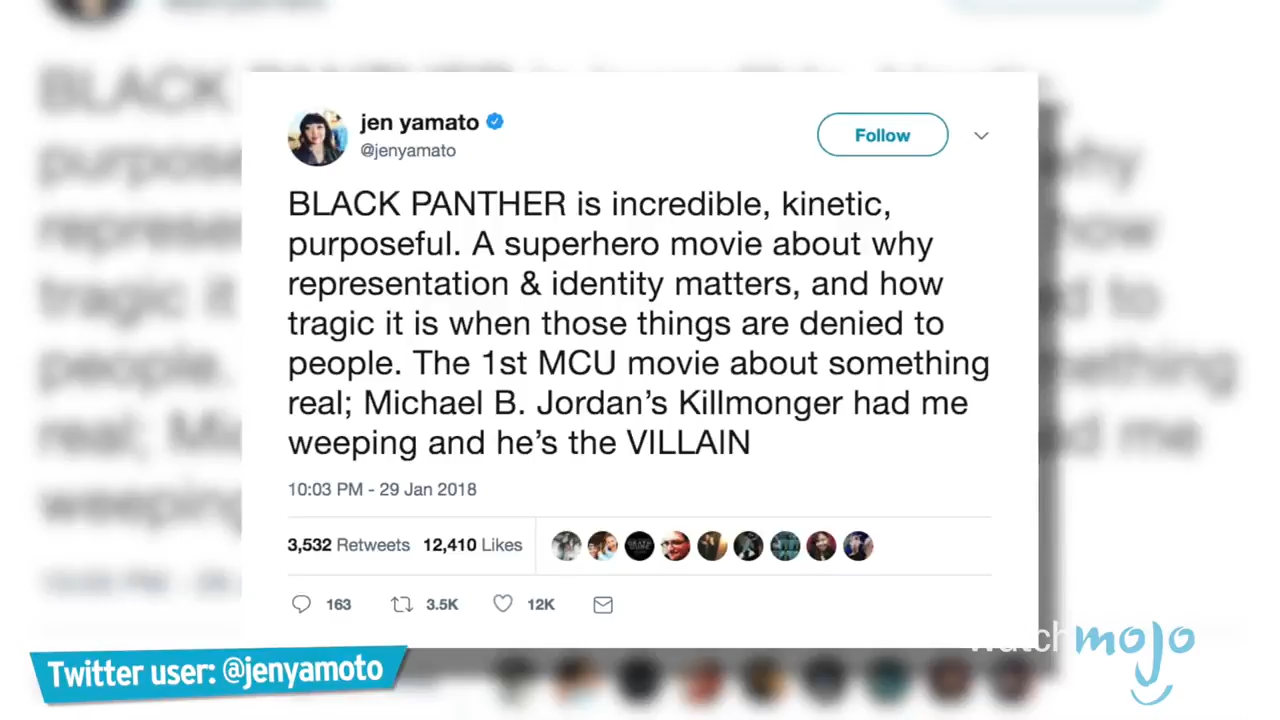 jen yamato
@jenyamato
Follow
BLACK PANTHER is incredible, kinetic,
purposeful. A superhero movie about why
representation & identity matters, and how
tragic it is when those things are denied to
people. The 1st MCU movie about something
real; Michael B. Jordan’s Killmonger had me
weeping and he’s the VILLAIN
10:03 PM - 29 Jan 2018
3,532 Retweets 12,410 Likes
163 3.5K 12K
Twitter user: @jenyamoto
watchmojo